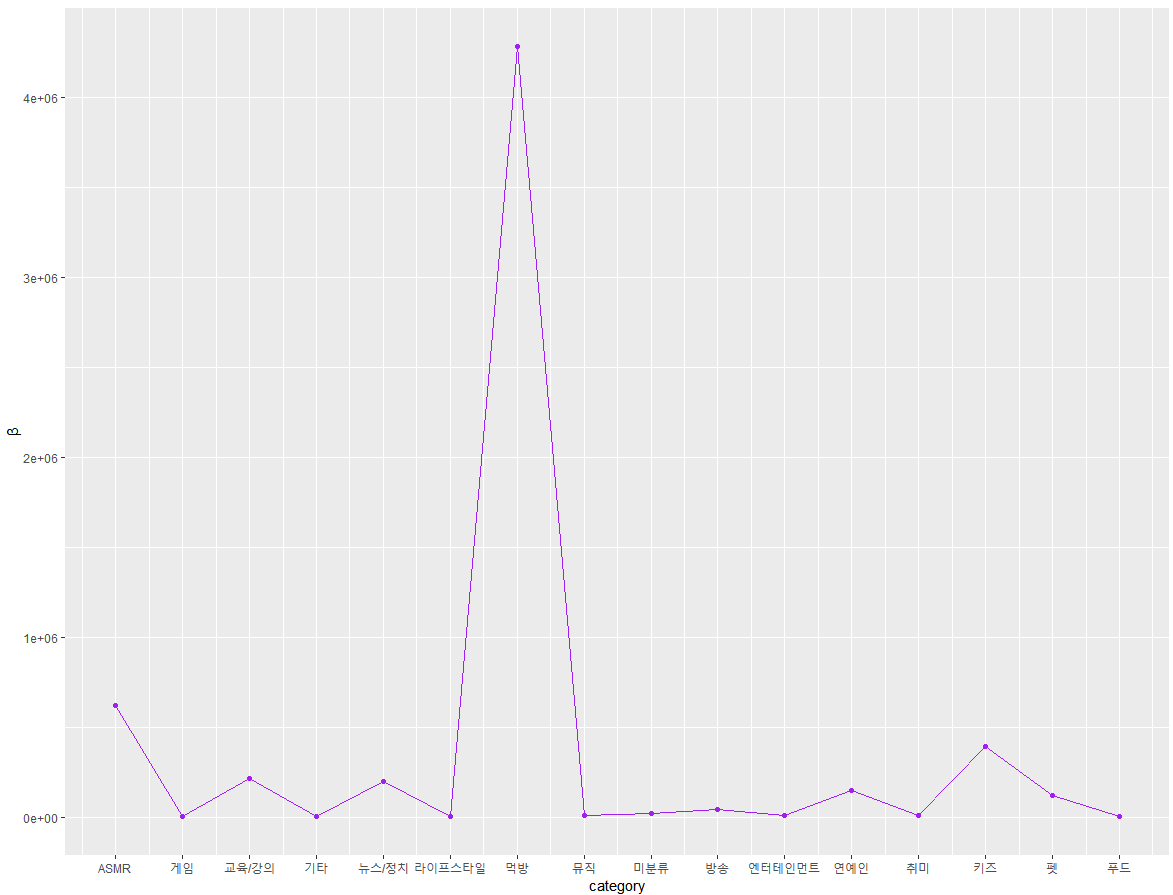 4e+06
3e+06
2e+06
1e+06
0e+00
β
ASMR 게임 교육/강의 기타 뉴스/정치 라이프스타일 먹방 뮤직 미분류 방송 엔터테인먼트 연예인 취미 키즈 펫 푸드
category